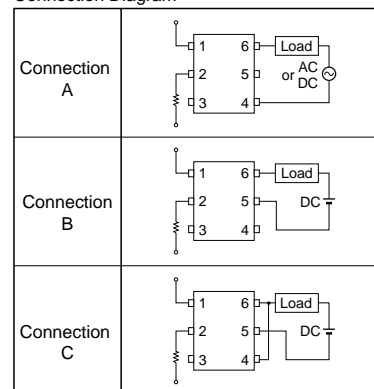 Connection Diagram
Connection
A
1 6 Load
2 5 or AC DC
3 4
Connection
B
1 6 Load
2 5 DC
3 4
Connection
C
1 6 Load
2 5 DC
3 4